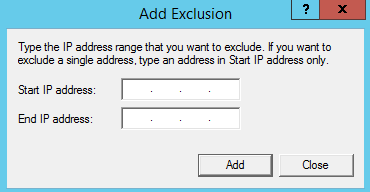 Add Exclusion
?
x
Type the IP address range that you want to exclude. If you want to
exclude a single address, type an address in Start IP address only.
Start IP address:
. . .
End IP address:
. . .
Add
Close